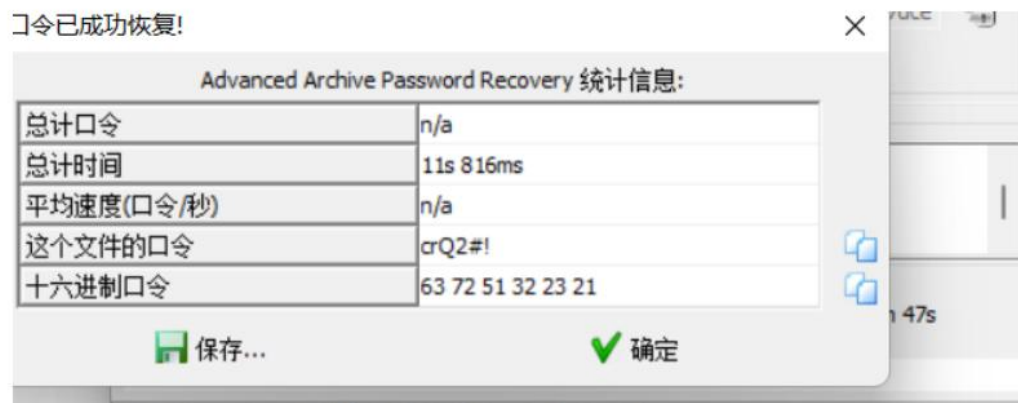 口令已成功恢复!
Advanced Archive Password Recovery 统计信息:
总计口令 n/a
总计时间 11s 816ms
平均速度(口令/秒) n/a
这个文件的口令 crQ2#!
十六进制口令 63 72 51 32 23 21
47s
保存... 确定